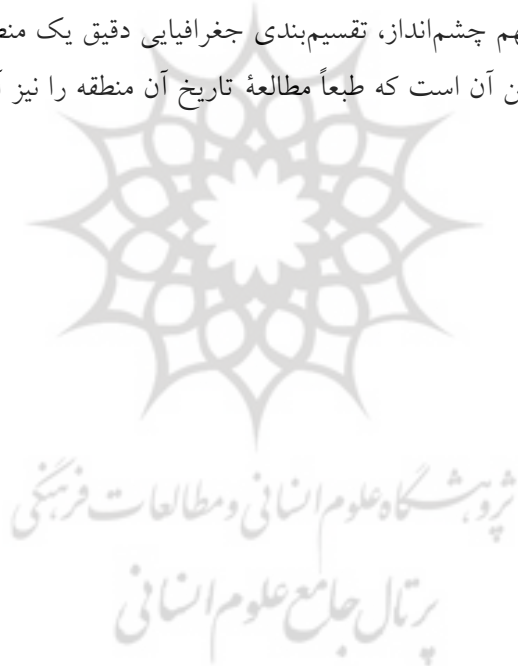 هم چشم‌انداز، تقسیم‌بندی جغرافیایی دقیق یک
ن آن است که طبعاً مطالعهٔ تاریخ آن منطقه را نیز
پژوهشگاه علوم انسانی و مطالعات فرهنگی
پرتال جامع علوم انسانی